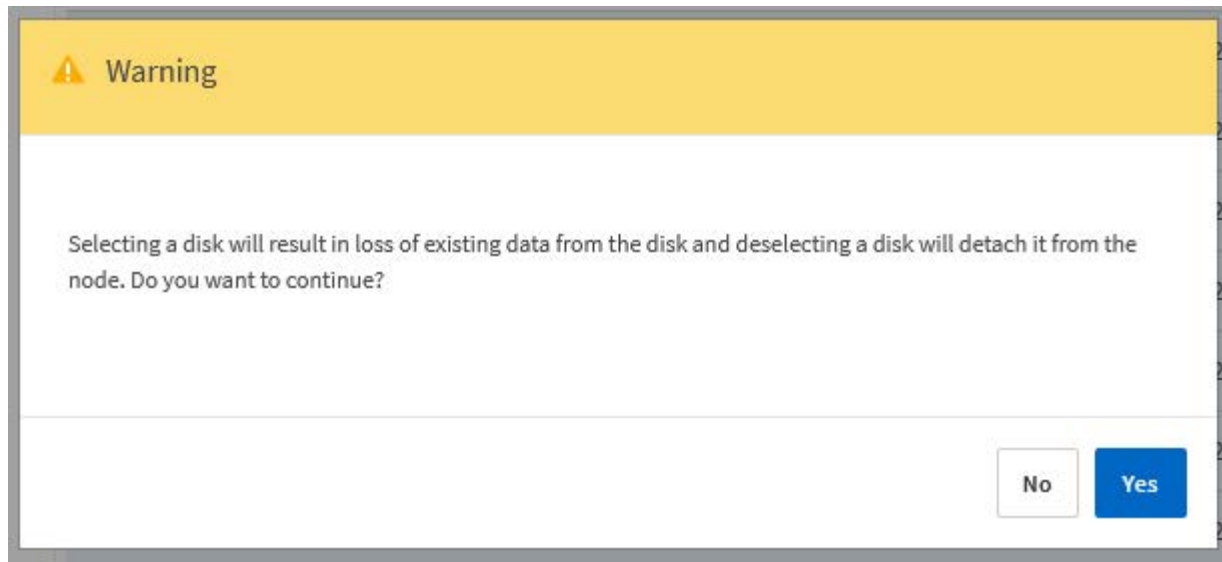 Warning
Selecting a disk will result in loss of existing data from the disk and deselecting a disk will detach it from the
node. Do you want to continue?
No
Yes